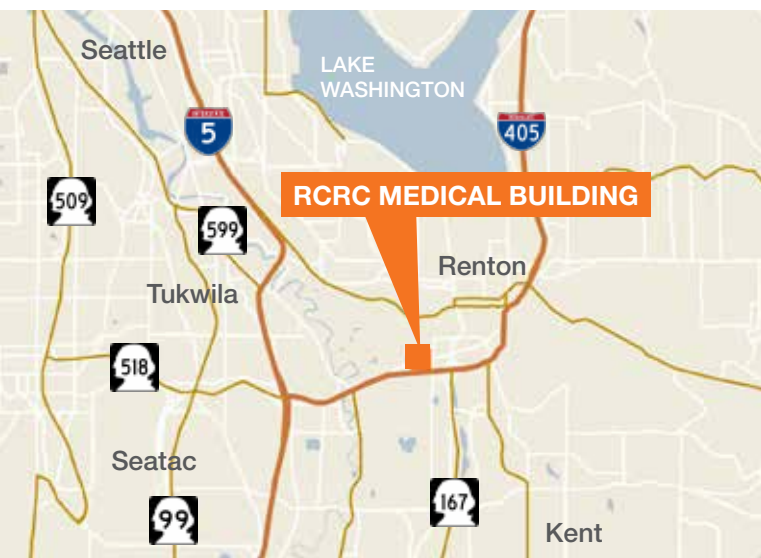 Seattle
LAKE
WASHINGTON
5
405
RCRC MEDICAL BUILDING
509
599
Renton
Tukwila
518
Seatac
167
99
Kent